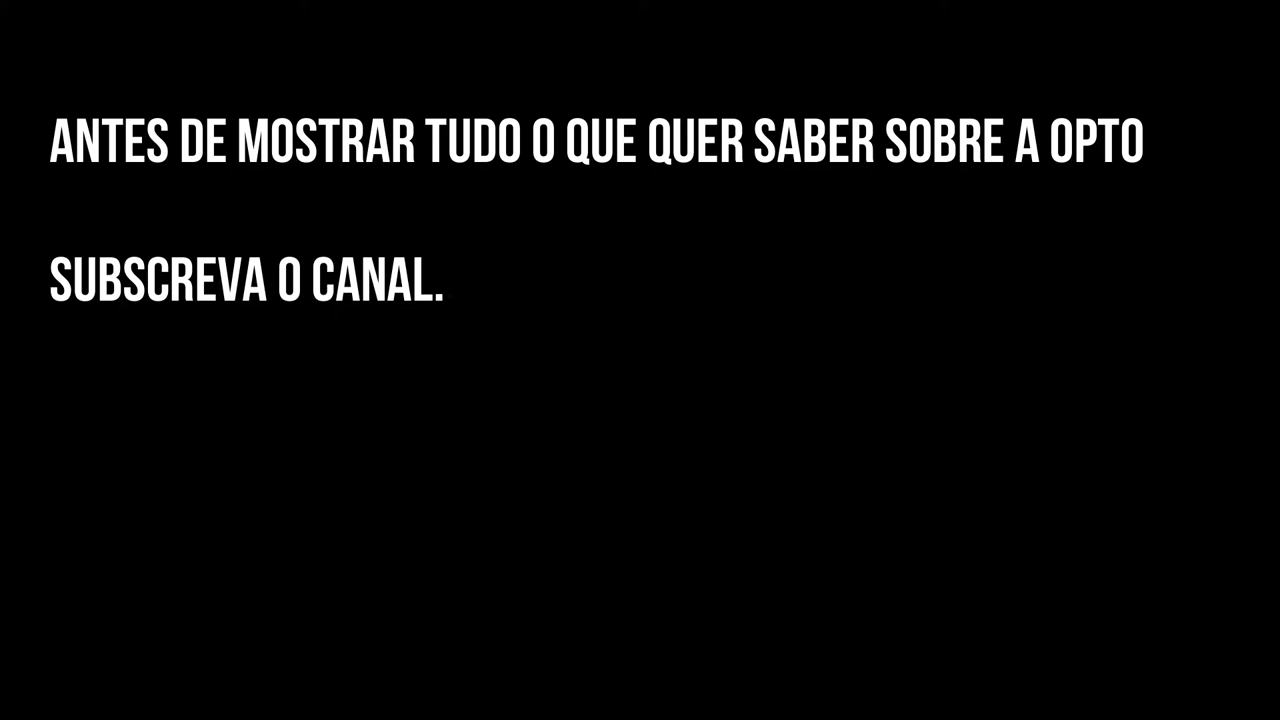 ANTES DE MOSTRAR TUDO O QUE QUER SABER SOBRE A OPTO
SUBSCREVA O CANAL.